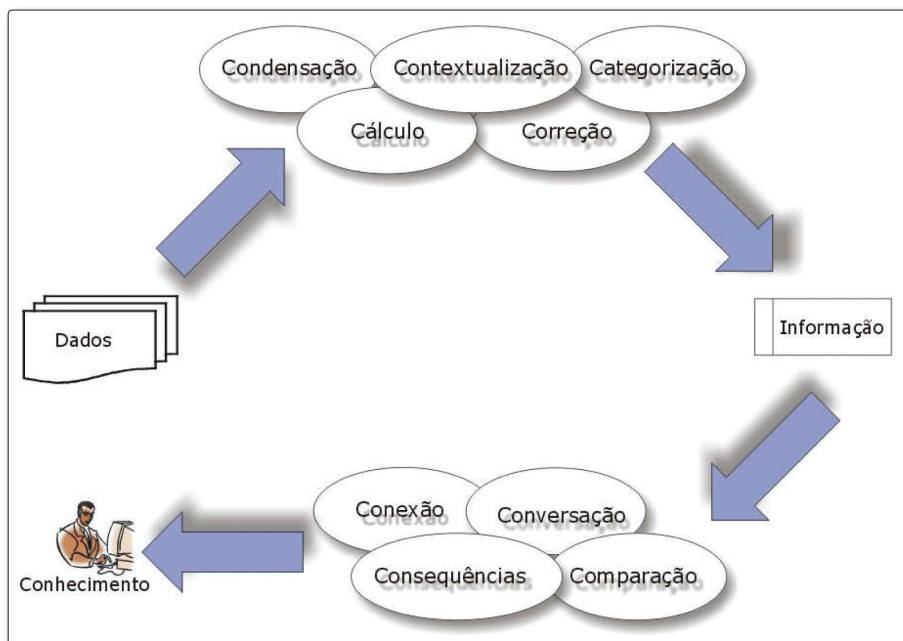 Condensação
Contextualização
Categorização
Cálculo
Correção
Dados
Informação
Conexão
Conversação
Consequências
Comparação
Conhecimento